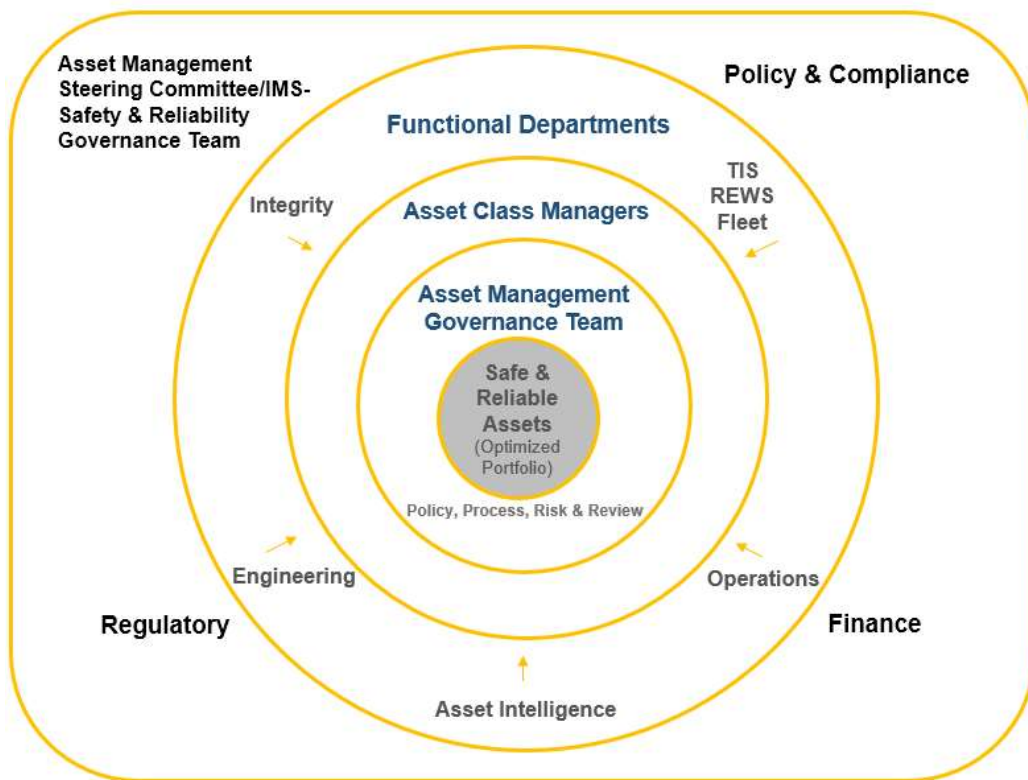 Asset Management
Steering Committee/IMS-
Safety & Reliability
Governance Team
Policy & Compliance
Functional Departments
Integrity
TIS
REWS
Fleet
Asset Class Managers
Asset Management
Governance Team
Safe &
Reliable
Assets
(Optimized
Portfolio)
Policy, Process, Risk & Review
Engineering
Operations
Regulatory
Finance
Asset Intelligence